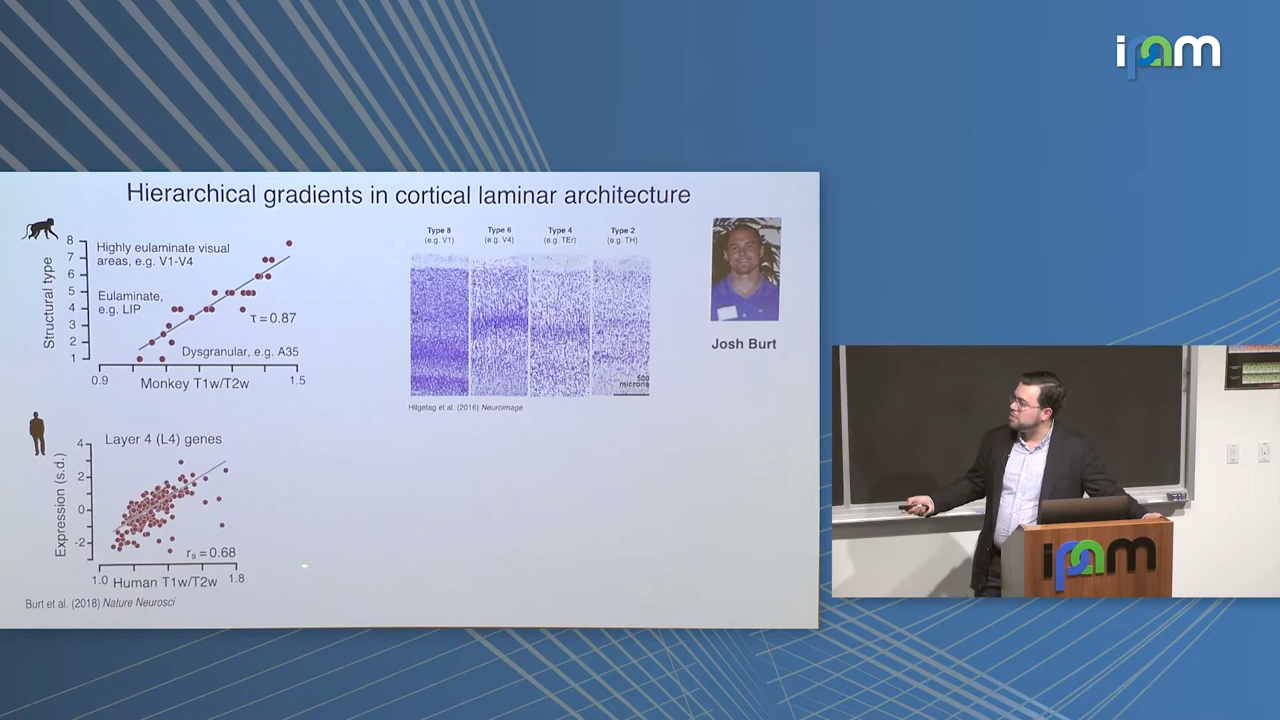 ipam
Hierarchical gradients in cortical laminar architecture
8
7
6
5
4
3
2
1
Structural type
Highly eulaminate visual
areas, e.g. V1-V4
Eulaminate,
e.g. LIP
τ=0.87
Dysgranular, e.g. A35
0.9
Monkey T1w/T2w
1.5
Type 8
(e.g. V1)
Type 6
(e.g. V4)
Type 4
(e.g. TEr)
Type 2
(e.g. TH)
500
microns
Hilgetag et al. (2016) Neuroimage
Josh Burt
Layer 4 (L4) genes
4
2
0
-2
Expression (s.d.)
rs=0.68
1.0
Human T1w/T2w
1.8
Burt et al. (2018) Nature Neurosci
ipam